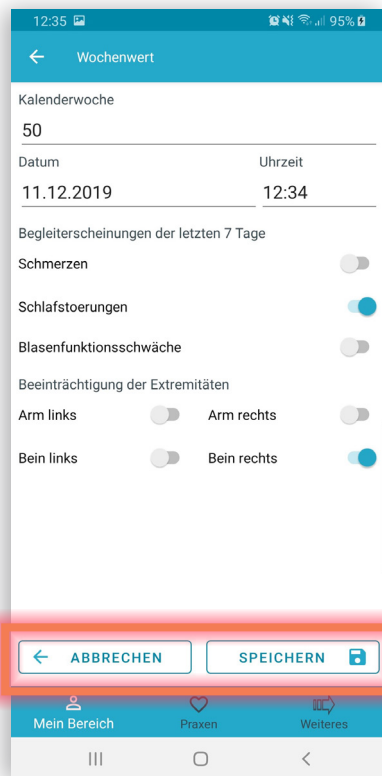 12:35 95%
Wochenwert
Kalenderwoche
50
Datum Uhrzeit
11.12.2019 12:34
Begleiterscheinungen der letzten 7 Tage
Schmerzen
Schlafstoerungen
Blasenfunktionsschwäche
Beeinträchtigung der Extremitäten
Arm links Arm rechts
Bein links Bein rechts
ABBRECHEN SPEICHERN
Mein Bereich Praxen Weiteres